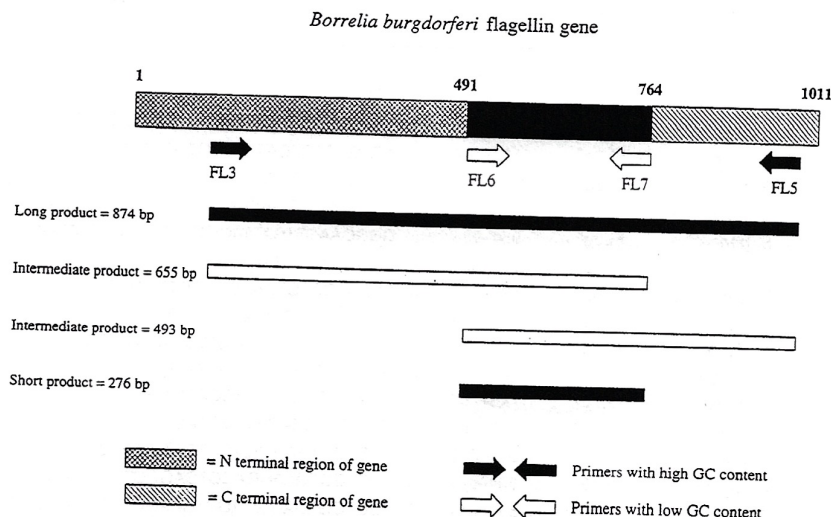 Borrelia burgdorferi flagellin gene
1
491
764
1011
FL3
FL6
FL7
FL5
Long product = 874 bp
Intermediate product = 655 bp
Intermediate product = 493 bp
Short product = 276 bp
= N terminal region of gene
Primers with high GC content
= C terminal region of gene
Primers with low GC content